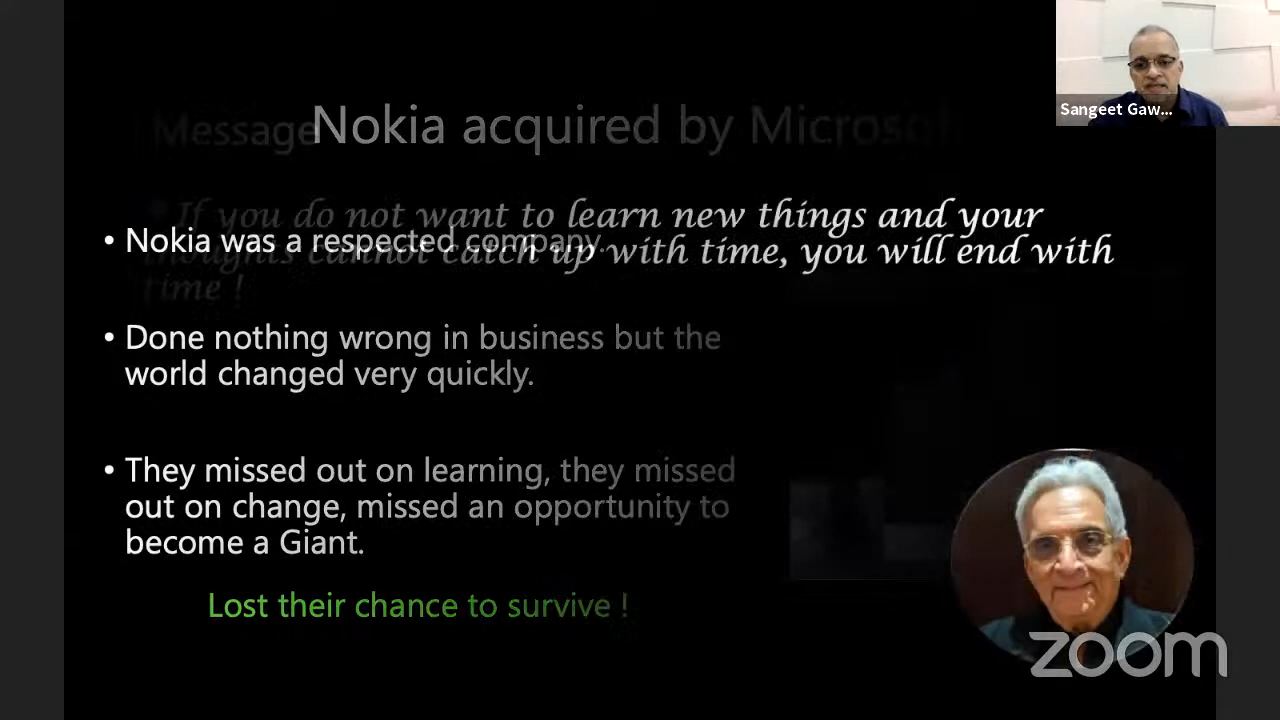 Sangeet Gaw...
Message
Nokia acquired by Microsoft
If you do not want to learn new things and your
thoughts cannot catch up with time, you will end with
time !
• Nokia was a respected company.
• Done nothing wrong in business but the
world changed very quickly.
• They missed out on learning, they missed
out on change, missed an opportunity to
become a Giant.
Lost their chance to survive !
zoom